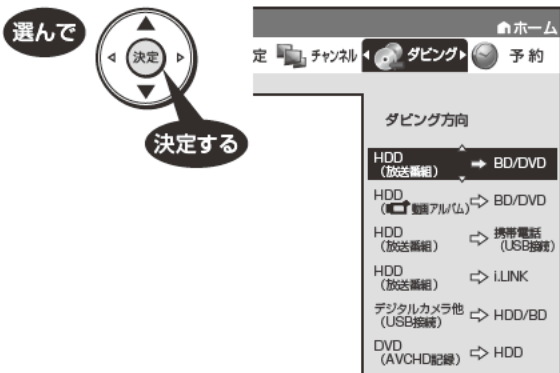 選んで
決定
決定する
ホーム
定 チャンネル ダビング 予約
ダビング方向
HDD
(放送番組) BD/DVD
HDD
(動画アルバム) BD/DVD
HDD 携帯電話
(放送番組) (USB接続)
HDD
(放送番組) i.LINK
デジタルカメラ他
(USB接続) HDD/BD
DVD
(AVCHD記録) HDD